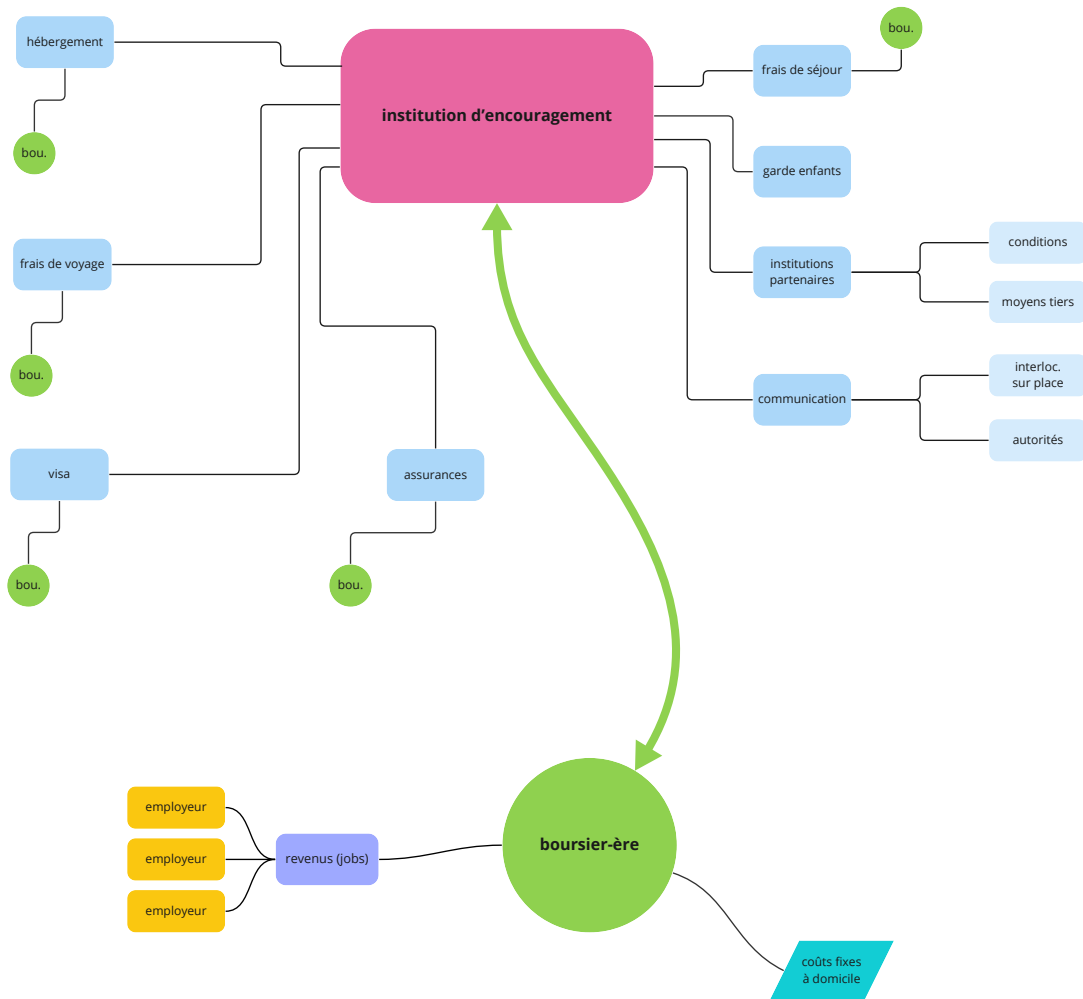 bou.
hébergement
frais de séjour
institution d’encouragement
bou.
garde enfants
conditions
frais de voyage
institutions
partenaires
moyens tiers
bou.
interloc.
sur place
communication
autorités
visa
assurances
bou.
bou.
employeur
boursier-ère
employeur
revenus (jobs)
employeur
coûts fixes
à domicile